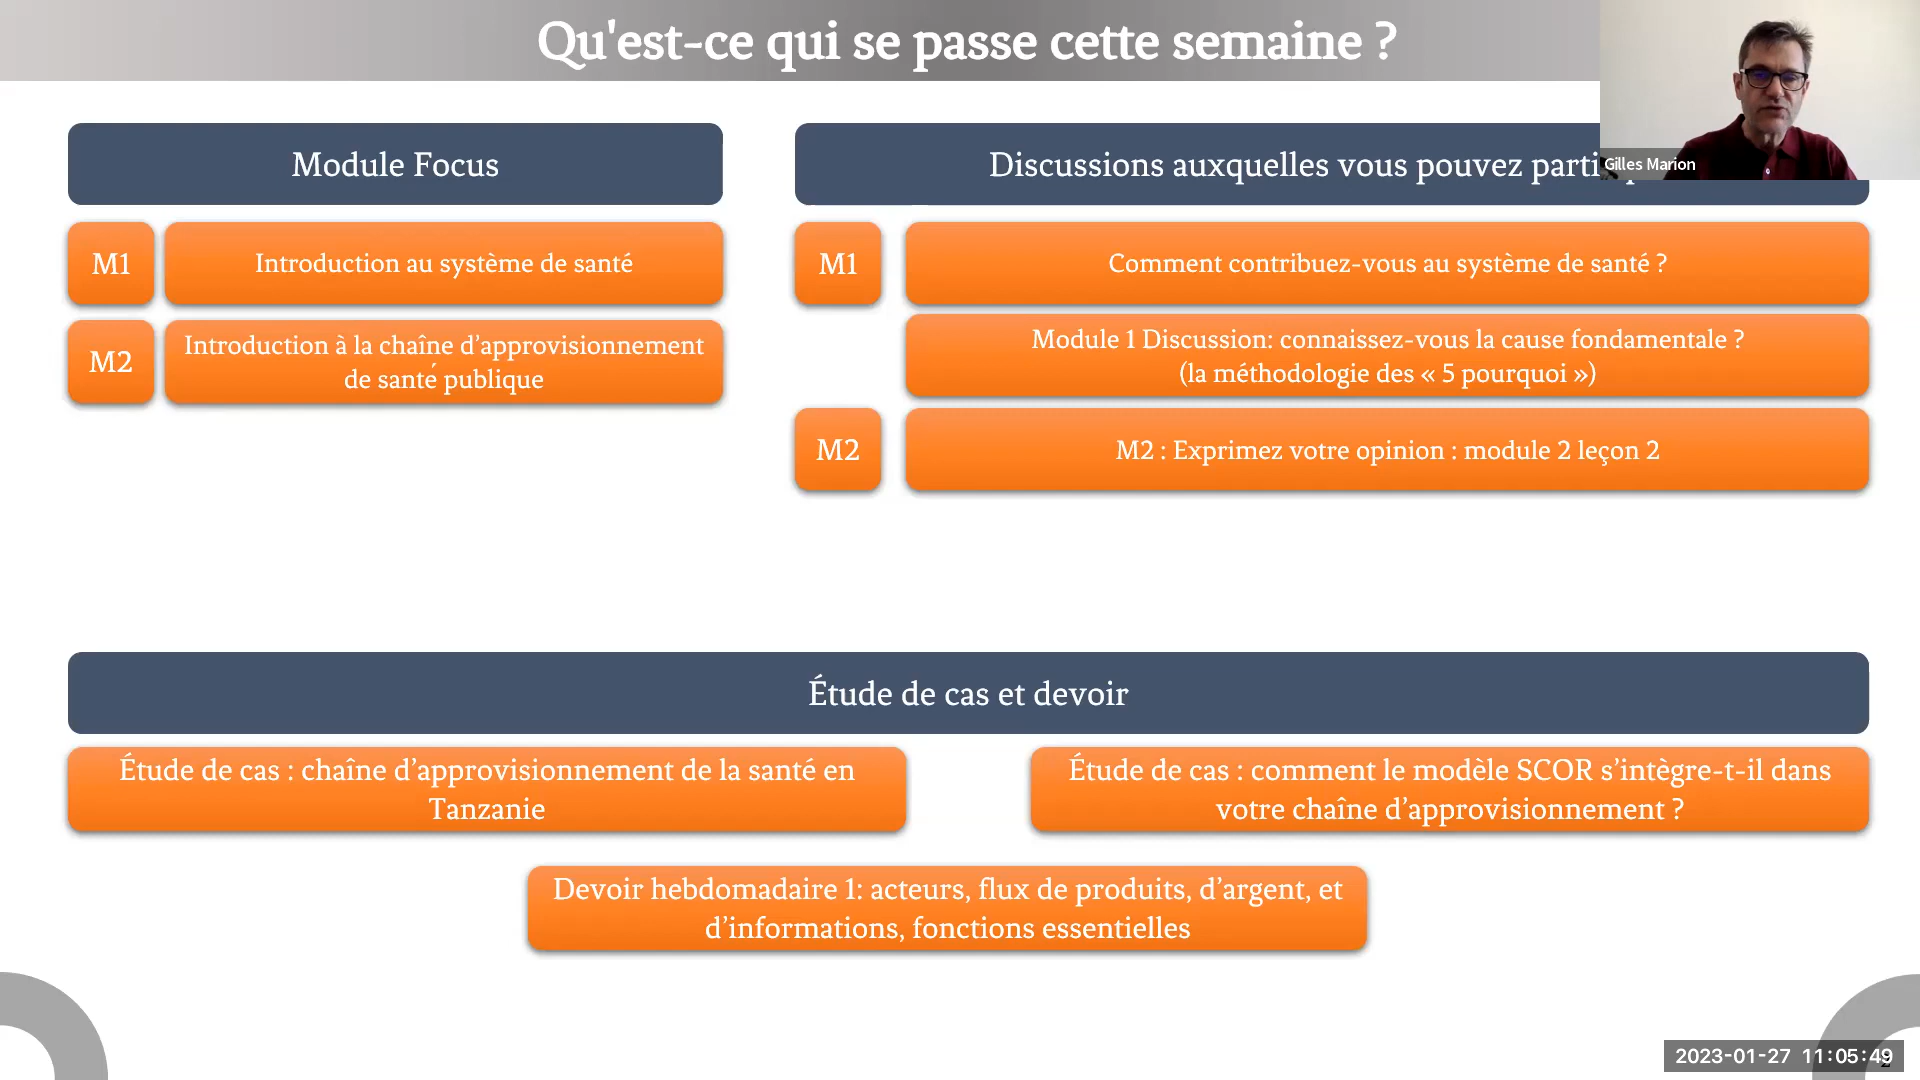 Qu'est-ce qui se passe cette semaine ?
Gilles Marion
Module Focus
M1
Introduction au système de santé
M2
Introduction à la chaîne d’approvisionnement
de santé publique
Discussions auxquelles vous pouvez
M1
Comment contribuez-vous au système de santé ?
Module 1 Discussion: connaissez-vous la cause fondamentale ?
(la méthodologie des « 5 pourquoi »)
M2
M2 : Exprimez votre opinion : module 2 leçon 2
Étude de cas et devoir
Étude de cas : chaîne d’approvisionnement de la santé en
Tanzanie
Étude de cas : comment le modèle SCOR s’intègre-t-il dans
votre chaîne d’approvisionnement ?
Devoir hebdomadaire 1: acteurs, flux de produits, d’argent, et
d’informations, fonctions essentielles
2023-01-27 11:05:49